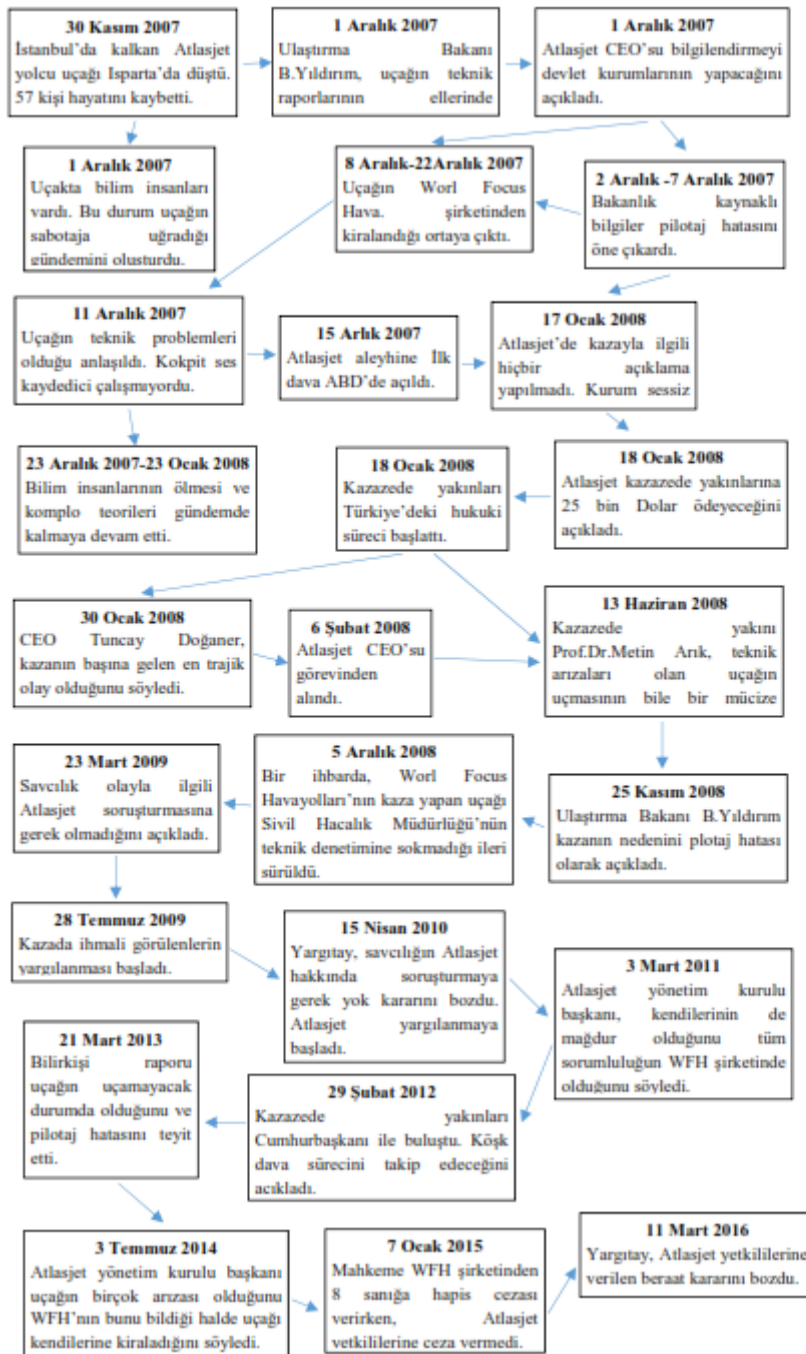 30 Kasım 2007
İstanbul'da kalkan Atlasjet
yolcu uçağı Isparta'da düştü.
57 kişi hayatını kaybetti.
1 Aralık 2007
Ulaştırma Bakanı
B.Yıldırım, uçağın teknik
raporlarının ellerinde
1 Aralık 2007
Atlasjet CEO'su bilgilendirmeyi
devlet kurumlarının yapacağını
açıkladı.
1 Aralık 2007
Uçakta bilim insanları
vardı. Bu durum uçağın
sabotaja uğradığı
gündemini oluşturdu.
8 Aralık-22Aralık 2007
Uçağın Worl Focus
Hava. şirketinden
kiralandığı ortaya çıktı.
2 Aralık -7 Aralık 2007
Bakanlık kaynaklı
bilgiler pilotaj hatasını
öne çıkardı.
11 Aralık 2007
Uçağın teknik problemleri
olduğu anlaşıldı. Kokpit ses
kaydedici çalışmıyordu.
15 Arlık 2007
Atlasjet aleyhine İlk
dava ABD'de açıldı.
17 Ocak 2008
Atlasjet'de kazayla ilgili
hiçbir açıklama
yapılmadı. Kurum sessiz
23 Aralık 2007-23 Ocak 2008
Bilim insanlarının ölmesi ve
komplo teorileri gündemde
kalmaya devam etti.
18 Ocak 2008
Kazazede yakınları
Türkiye'deki hukuki
süreci başlattı.
18 Ocak 2008
Atlasjet kazazede yakınlarına
25 bin Dolar ödeyeceğini
açıkladı.
30 Ocak 2008
CEO Tuncay Doğaner,
kazanın başına gelen en trajik
olay olduğunu söyledi.
6 Şubat 2008
Atlasjet CEO'su
görevinden
alındı.
13 Haziran 2008
Kazazede yakını
Prof.Dr.Metin Arık, teknik
arızaları olan uçağın
uçmasının bile bir mücize
23 Mart 2009
Savcılık olayla ilgili
Atlasjet soruşturmasına
gerek olmadığını açıkladı.
5 Aralık 2008
Bir ihbarda, Worl Focus
Havayolları'nın kaza yapan uçağı
Sivil Hacalık Müdürlüğü'nün
teknik denetimine sokmadığı ileri
sürüldü.
25 Kasım 2008
Ulaştırma Bakanı B.Yıldırım
kazanın nedenini plotaj hatası
olarak açıkladı.
28 Temmuz 2009
Kazada ihmali görülenlerin
yargılanması başladı.
15 Nisan 2010
Yargıtay, savcılığın Atlasjet
hakkında soruşturmaya
gerek yok kararını bozdu.
Atlasjet yargılanmaya
başladı.
3 Mart 2011
Atlasjet yönetim kurulu
başkanı, kendilerinin de
mağdur olduğunu tüm
sorumluluğun WFH şirketinde
olduğunu söyledi.
21 Mart 2013
Bilirkişi raporu
uçağın uçamayacak
durumda olduğunu ve
pilotaj hatasını teyit
etti.
29 Şubat 2012
Kazazede yakınları
Cumhurbaşkanı ile buluştu. Köşk
dava sürecini takip edeceğini
açıkladı.
3 Temmuz 2014
Atlasjet yönetim kurulu başkanı
uçağın birçok arızası olduğunu
WFH'nın bunu bildiği halde uçağı
kendilerine kiraladığını söyledi.
7 Ocak 2015
Mahkeme WFH şirketinden
8 sanığa hapis cezası
verirken, Atlasjet
yetkililerine ceza vermedi.
11 Mart 2016
Yargıtay, Atlasjet yetkililerine
verilen beraat kararını bozdu.